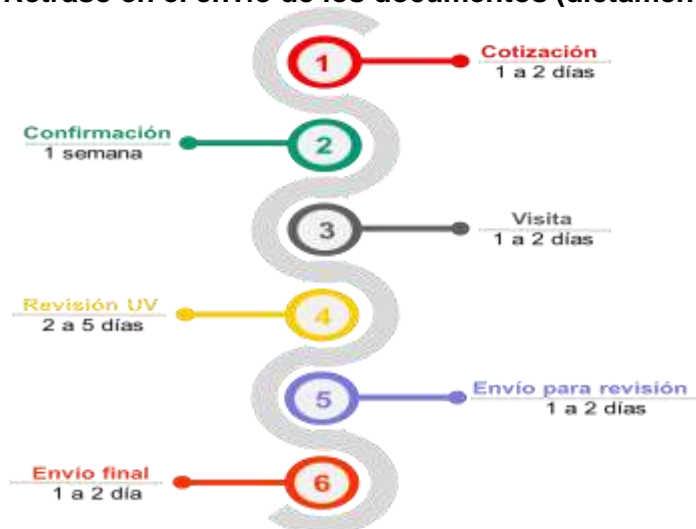 Retraso en el envío de los documentos (dictamen
1
Cotización
1 a 2 días
Confirmación
1 semana
2
3
Visita
1 a 2 días
Revisión UV
2 a 5 días
4
5
Envío para revisión
1 a 2 días
Envío final
1 a 2 día
6